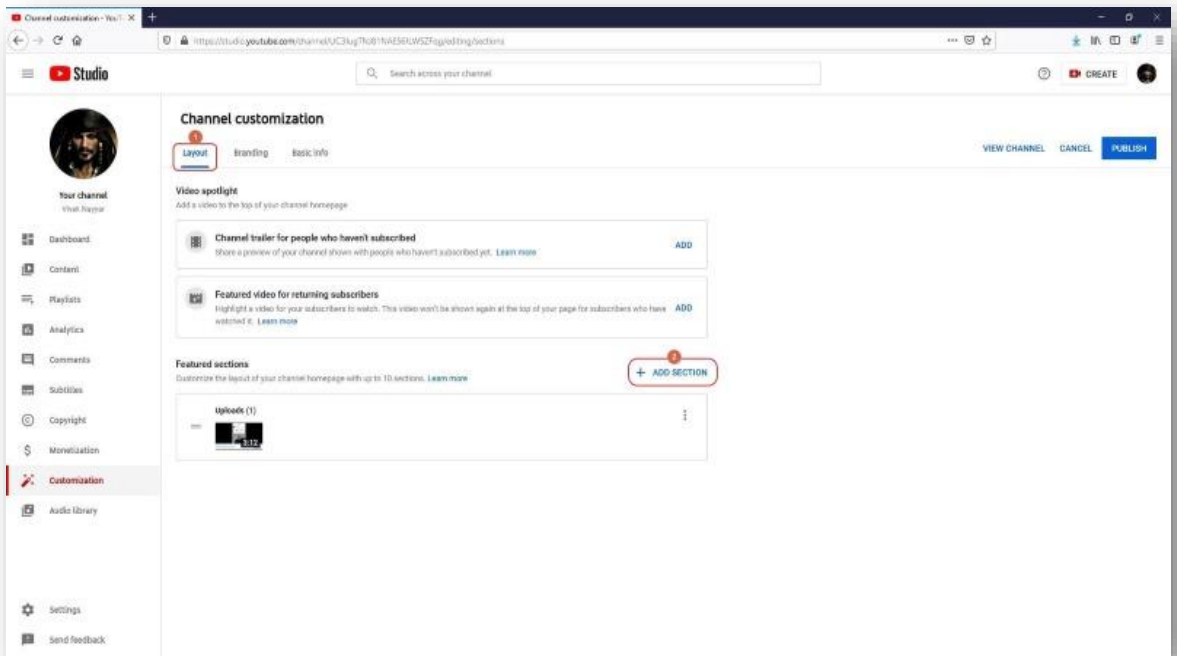 Channel customization - YouT
https://studio.youtube.com/channel/
/editing/sections
Studio
Search across your channel
CREATE
Your channel
Dashboard
Content
Playlists
Analytics
Comments
Subtitles
Copyright
Monetization
Customization
Audio library
Settings
Send feedback
Channel customization
1
Layout Branding Basic info
VIEW CHANNEL CANCEL PUBLISH
Video spotlight
Add a video to the top of your channel homepage
Channel trailer for people who haven't subscribed
Share a preview of your channel shown with people who haven't subscribed yet. Learn more
ADD
Featured video for returning subscribers
Highlight a video for your subscribers to watch. This video won't be shown again at the top of your page for subscribers who have
watched it. Learn more
ADD
Featured sections
Customize the layout of your channel homepage with up to 10 sections. Learn more
2
+ ADD SECTION
Uploads (1)
3:12